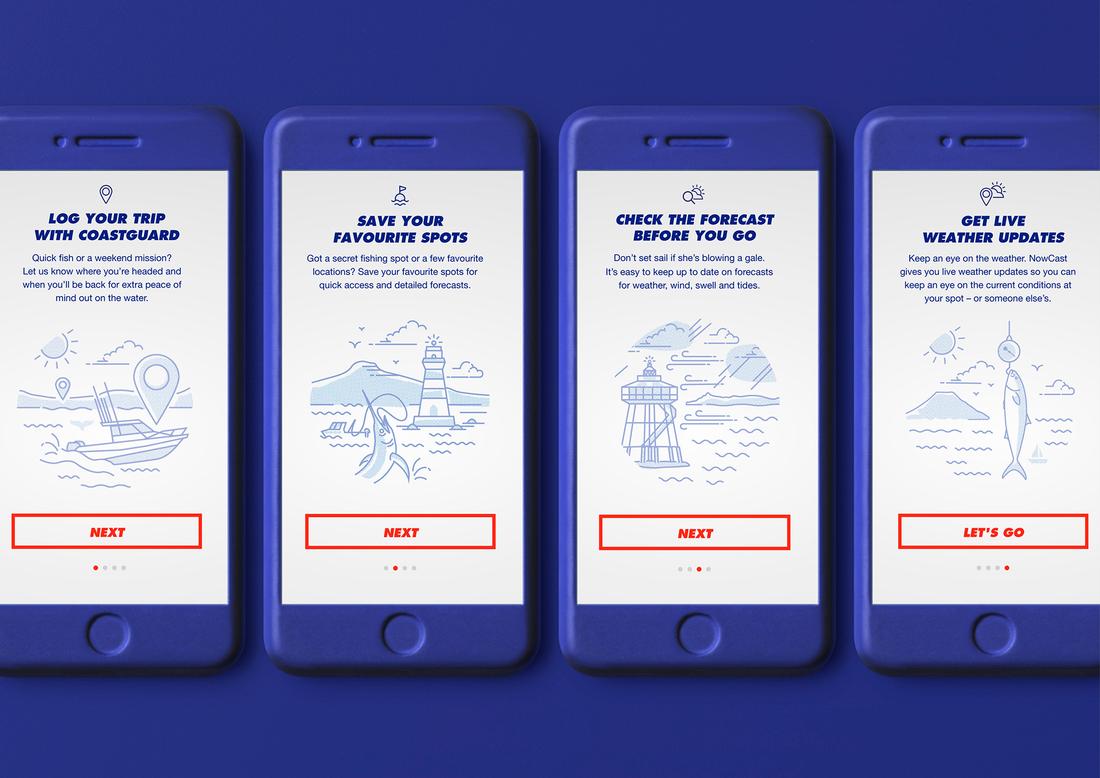 LOG YOUR TRIP
WITH COASTGUARD
Quick fish or a weekend mission?
Let us know where you're headed and
when you'll be back for extra peace of
mind out on the water.
NEXT
SAVE YOUR
FAVOURITE SPOTS
Got a secret fishing spot or a few favourite
locations? Save your favourite spots for
quick access and detailed forecasts.
NEXT
CHECK THE FORECAST
BEFORE YOU GO
Don't set sail if she's blowing a gale.
It's easy to keep up to date on forecasts
for weather, wind, swell and tides.
NEXT
GET LIVE
WEATHER UPDATES
Keep an eye on the weather. NowCast
gives you live weather updates so you can
keep an eye on the current conditions at
your spot – or someone else's.
LET'S GO